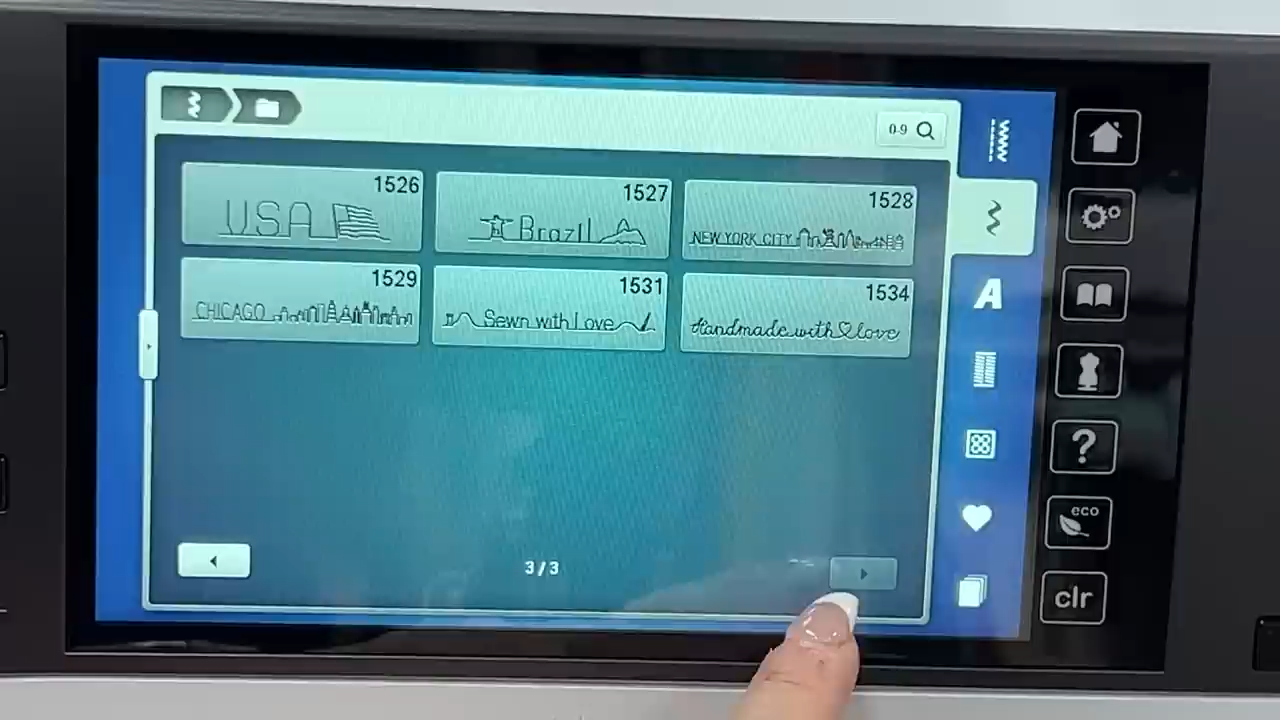 0-9
1526
USA
1527
Brazil
1528
NEW YORK CITY
1529
CHICAGO
1531
Sewn with Love
1534
Handmade with love
3/3
A
?
eco
clr